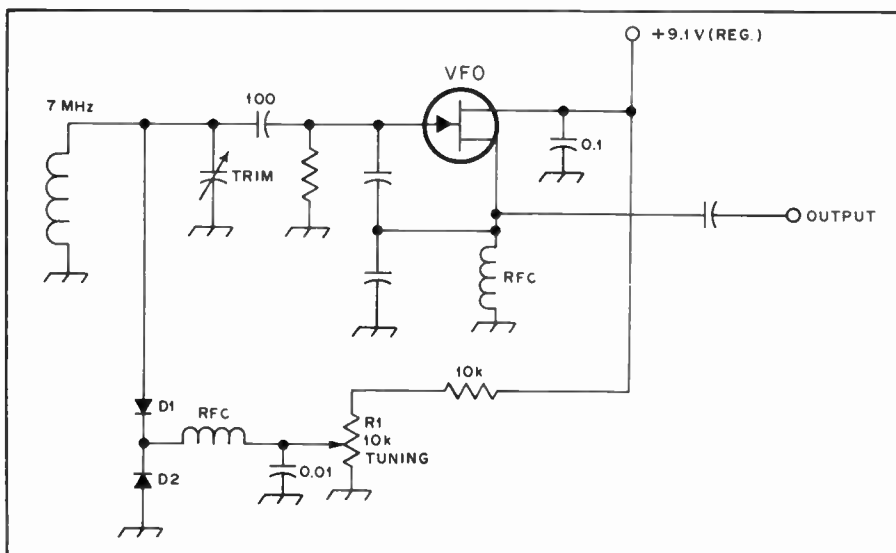 +9.1V(REG.)
VFO
7 MHz
100
TRIM
0.1
OUTPUT
RFC
10k
D1
RFC
R1
10k
TUNING
D2
0.01